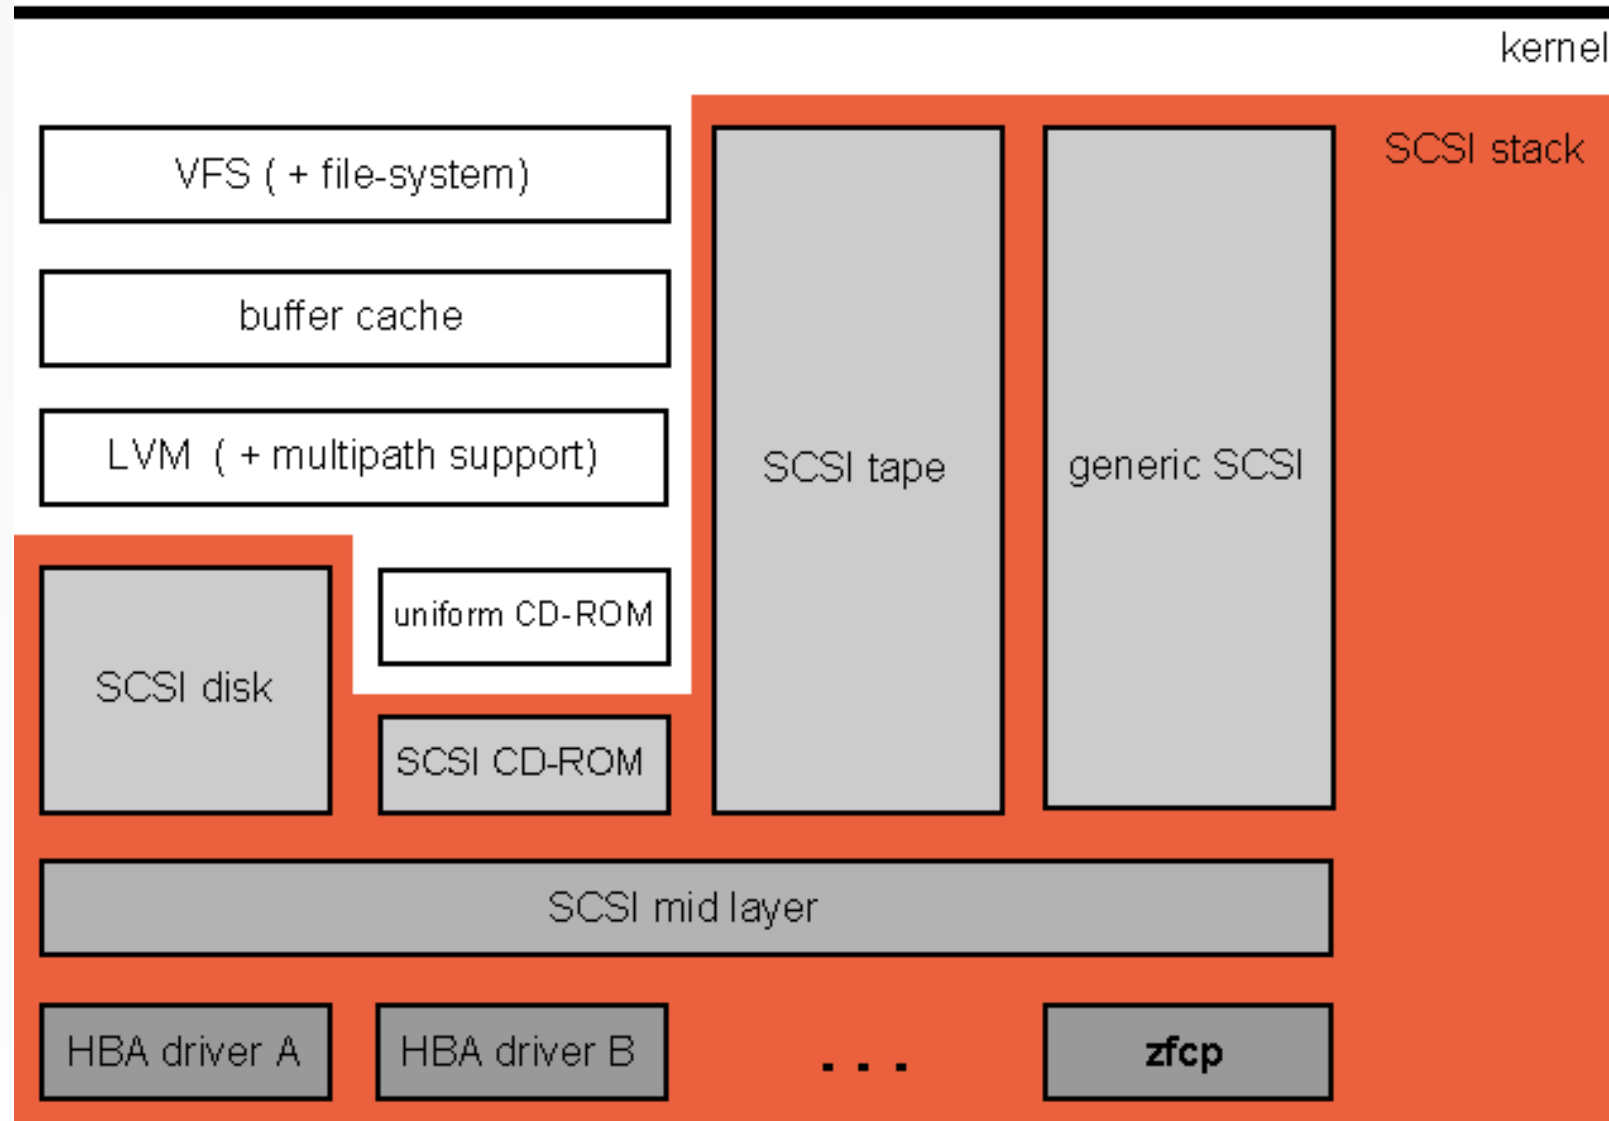 kernel
SCSI stack
VFS ( + file-system)
buffer cache
LVM ( + multipath support)
SCSI tape
generic SCSI
uniform CD-ROM
SCSI disk
SCSI CD-ROM
SCSI mid layer
HBA driver A
HBA driver B
. . .
zfcp